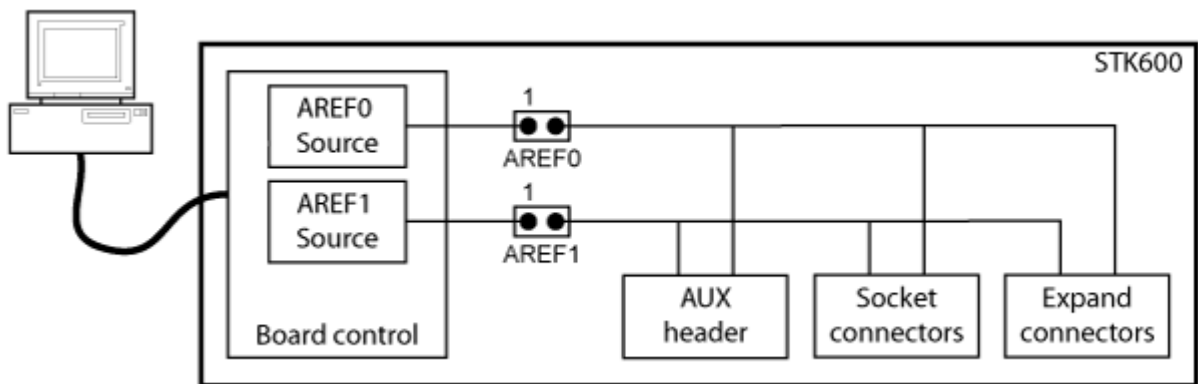 STK600
AREF0
Source
1
AREF0
AREF1
Source
1
AREF1
Board control
AUX
header
Socket
connectors
Expand
connectors